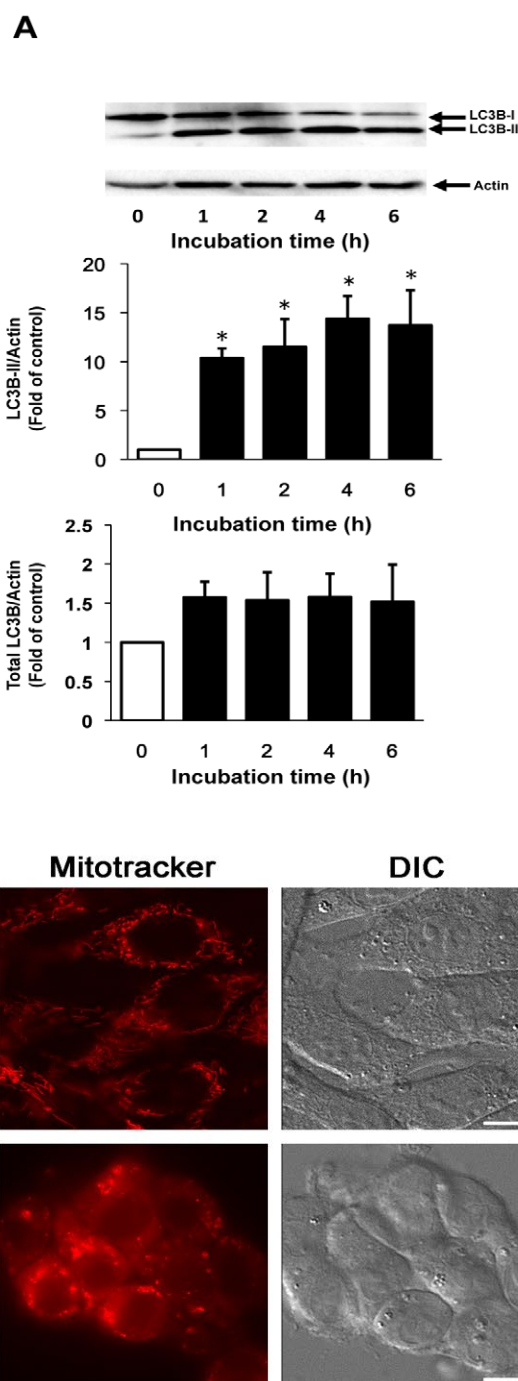 A
LC3B-I
LC3B-II
Actin
0 1 2 4 6
Incubation time (h)
20
15
10
5
0
LC3B-II/Actin
(Fold of control)
* * * *
0 1 2 4 6
Incubation time (h)
2.5
2
1.5
1
0.5
0
Total LC3B/Actin
(Fold of control)
0 1 2 4 6
Incubation time (h)
Mitotracker DIC